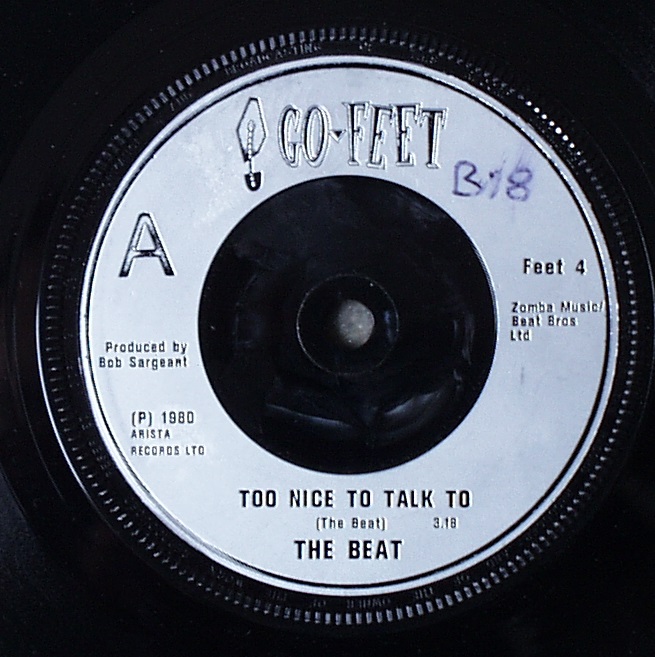 GO-FEET
B18
A
Feet 4
Zomba Music/
Beat Bros
Ltd
Produced by
Bob Sargeant
(P) 1980
ARISTA
RECORDS LTD
TOO NICE TO TALK TO
(The Beat) 3.18
THE BEAT